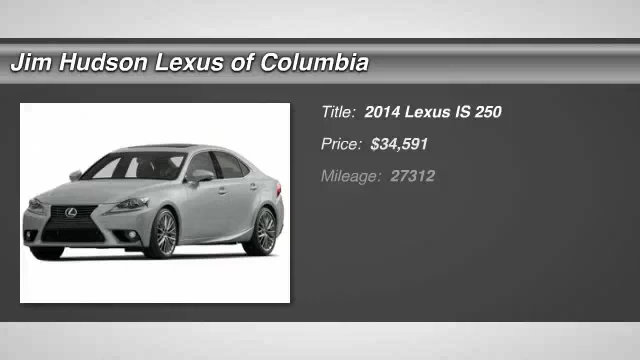 Jim Hudson Lexus of Columbia
Title: 2014 Lexus IS 250
Price: $34,591
Mileage: 27312